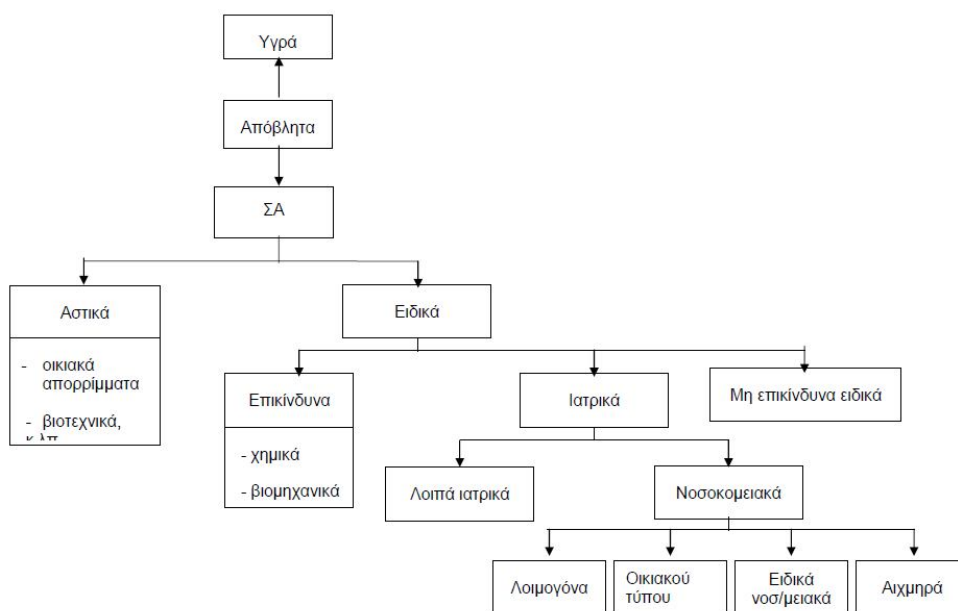 Υγρά
Απόβλητα
ΣΑ
Αστικά
- οικιακά
απορρίμματα
- βιοτεχνικά,
κ.λπ
Ειδικά
Επικίνδυνα
- χημικά
- βιομηχανικά
Ιατρικά
Μη επικίνδυνα ειδικά
Λοιπά ιατρικά
Νοσοκομειακά
Λοιμογόνα
Οικιακού
τύπου
Ειδικά
νοσ/μειακά
Αιχμηρά